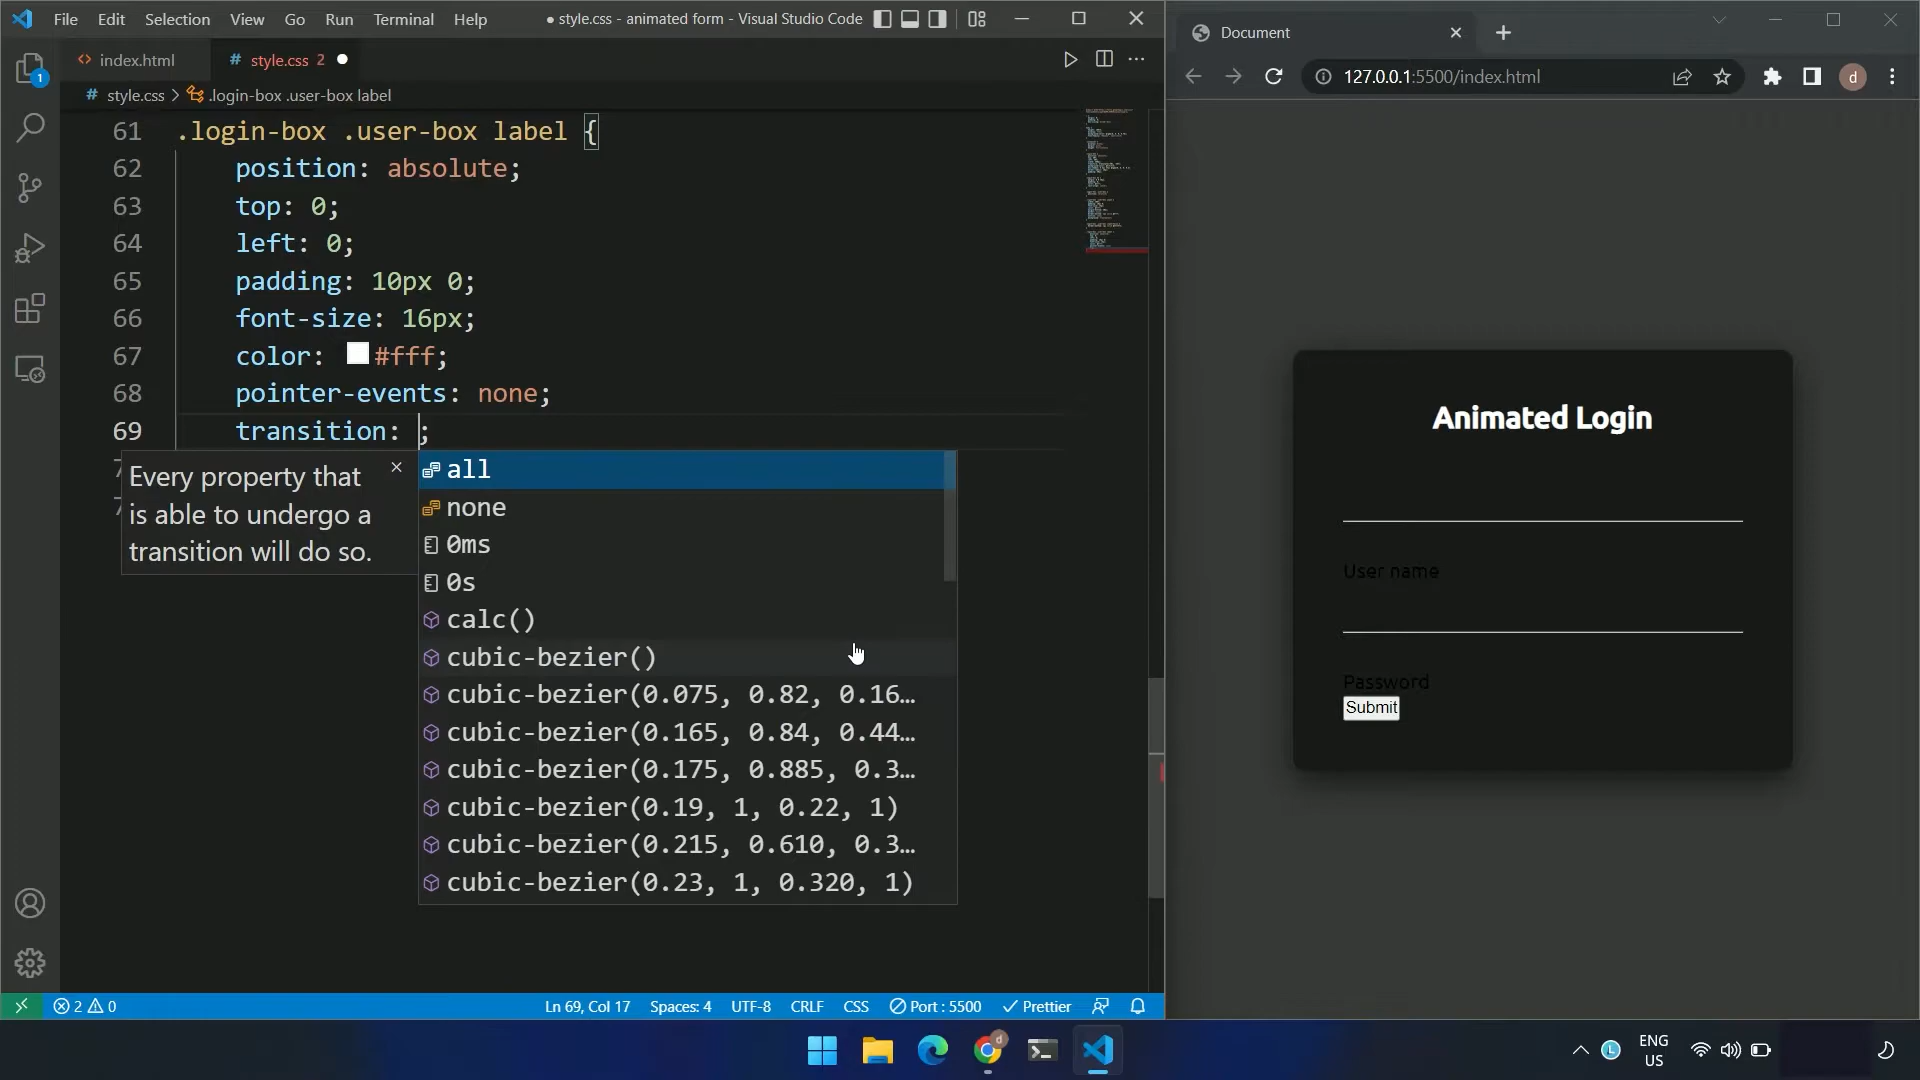 File Edit Selection View Go Run Terminal Help
● style.css - animated form - Visual Studio Code
index.html
# style.css 2 ●
# style.css > .login-box .user-box label
61 .login-box .user-box label {
62 position: absolute;
63 top: 0;
64 left: 0;
65 padding: 10px 0;
66 font-size: 16px;
67 color: #fff;
68 pointer-events: none;
69 transition: ;
Every property that
is able to undergo a
transition will do so.
all
none
0ms
0s
calc()
cubic-bezier()
cubic-bezier(0.075, 0.82, 0.16…
cubic-bezier(0.165, 0.84, 0.44…
cubic-bezier(0.175, 0.885, 0.3…
cubic-bezier(0.19, 1, 0.22, 1)
cubic-bezier(0.215, 0.610, 0.3…
cubic-bezier(0.23, 1, 0.320, 1)
1
2 0
Ln 69, Col 17 Spaces: 4 UTF-8 CRLF CSS Port : 5500 Prettier
Document
127.0.0.1:5500/index.html
d
Animated Login
User name
Password
Submit
d
L
ENG
US